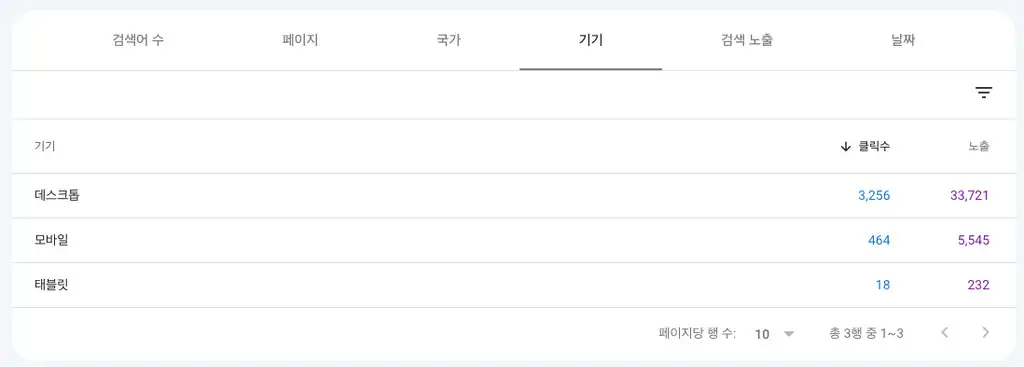 검색어 수 페이지 국가 기기 검색 노출 날짜
기기 클릭수 노출
데스크톱 3,256 33,721
모바일 464 5,545
태블릿 18 232
페이지당 행 수: 10 총 3행 중 1~3